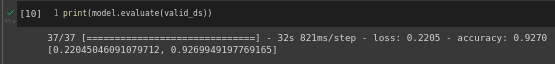 [10] 1 print(model.evaluate(valid_ds))
37/37 [==============================] - 32s 821ms/step - loss: 0.2205 - accuracy: 0.9270
[0.22045046091079712, 0.9269949197769165]